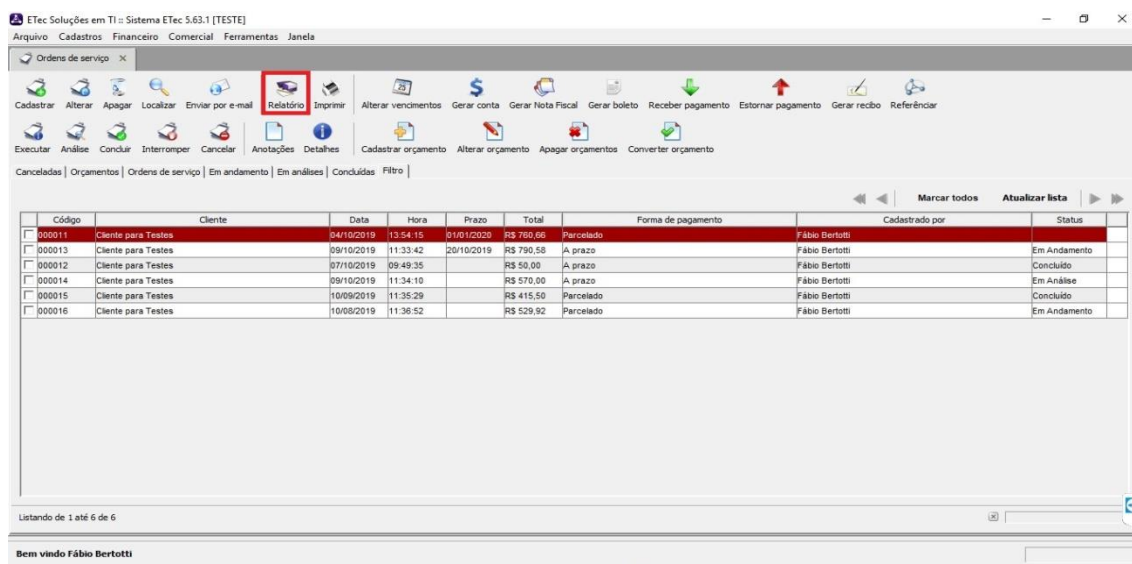 ETec Soluções em TI :: Sistema ETec 5.63.1 [TESTE]
Arquivo Cadastros Financeiro Comercial Ferramentas Janela
Ordens de serviço
Cadastrar Alterar Apagar Localizar Enviar por e-mail Relatório Imprimir Alterar vencimentos Gerar conta Gerar Nota Fiscal Gerar boleto Receber pagamento Estornar pagamento Gerar recibo Referênciar
Executar Análise Concluir Interromper Cancelar Anotações Detalhes Cadastrar orçamento Alterar orçamento Apagar orçamentos Converter orçamento
Canceladas Orçamentos Ordens de serviço Em andamento Em análises Concluídas Filtro
Marcar todos Atualizar lista
Código Cliente Data Hora Prazo Total Forma de pagamento Cadastrado por Status
000011 Cliente para Testes 04/10/2019 13:54:15 01/01/2020 R$ 760,66 Parcelado Fábio Bertotti
000013 Cliente para Testes 09/10/2019 11:33:42 20/10/2019 R$ 790,58 A prazo Fábio Bertotti Em Andamento
000012 Cliente para Testes 07/10/2019 09:49:35 R$ 50,00 A prazo Fábio Bertotti Concluído
000014 Cliente para Testes 09/10/2019 11:34:10 R$ 570,00 A prazo Fábio Bertotti Em Análise
000015 Cliente para Testes 10/09/2019 11:35:29 R$ 415,50 Parcelado Fábio Bertotti Concluído
000016 Cliente para Testes 10/08/2019 11:36:52 R$ 529,92 Parcelado Fábio Bertotti Em Andamento
Listando de 1 até 6 de 6
Bem vindo Fábio Bertotti